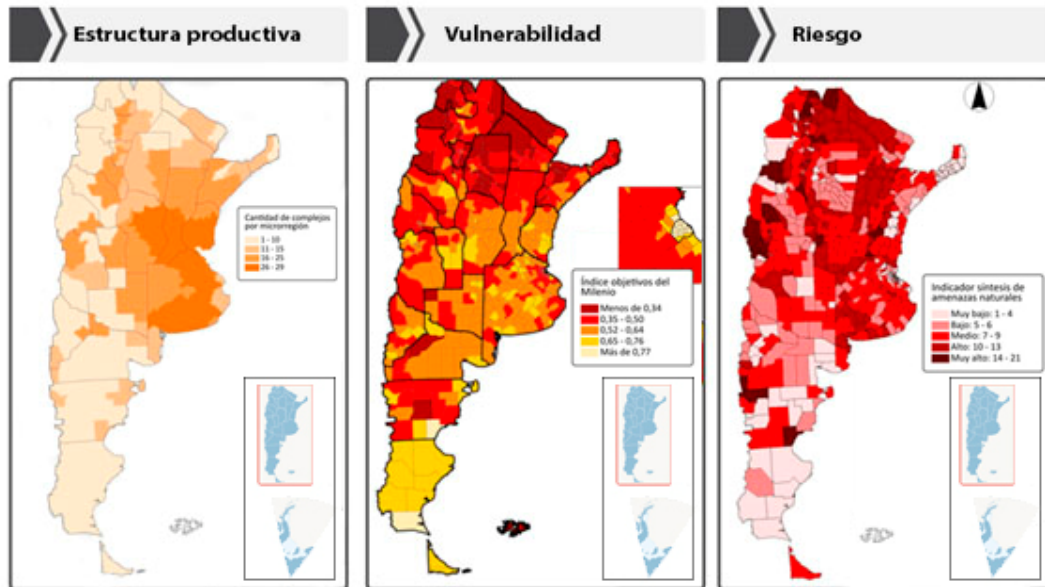 Estructura productiva
Vulnerabilidad
Riesgo
Cantidad de complejos
por microrregión
1 - 10
11 - 15
16 - 25
26 - 29
Índice objetivos del
Milenio
Menos de 0,34
0,35 - 0,50
0,52 - 0,64
0,65 - 0,76
Más de 0,77
Indicador síntesis de
amenazas naturales
Muy bajo: 1 - 4
Bajo: 5 - 6
Medio: 7 - 9
Alto: 10 - 13
Muy alto: 14 - 21